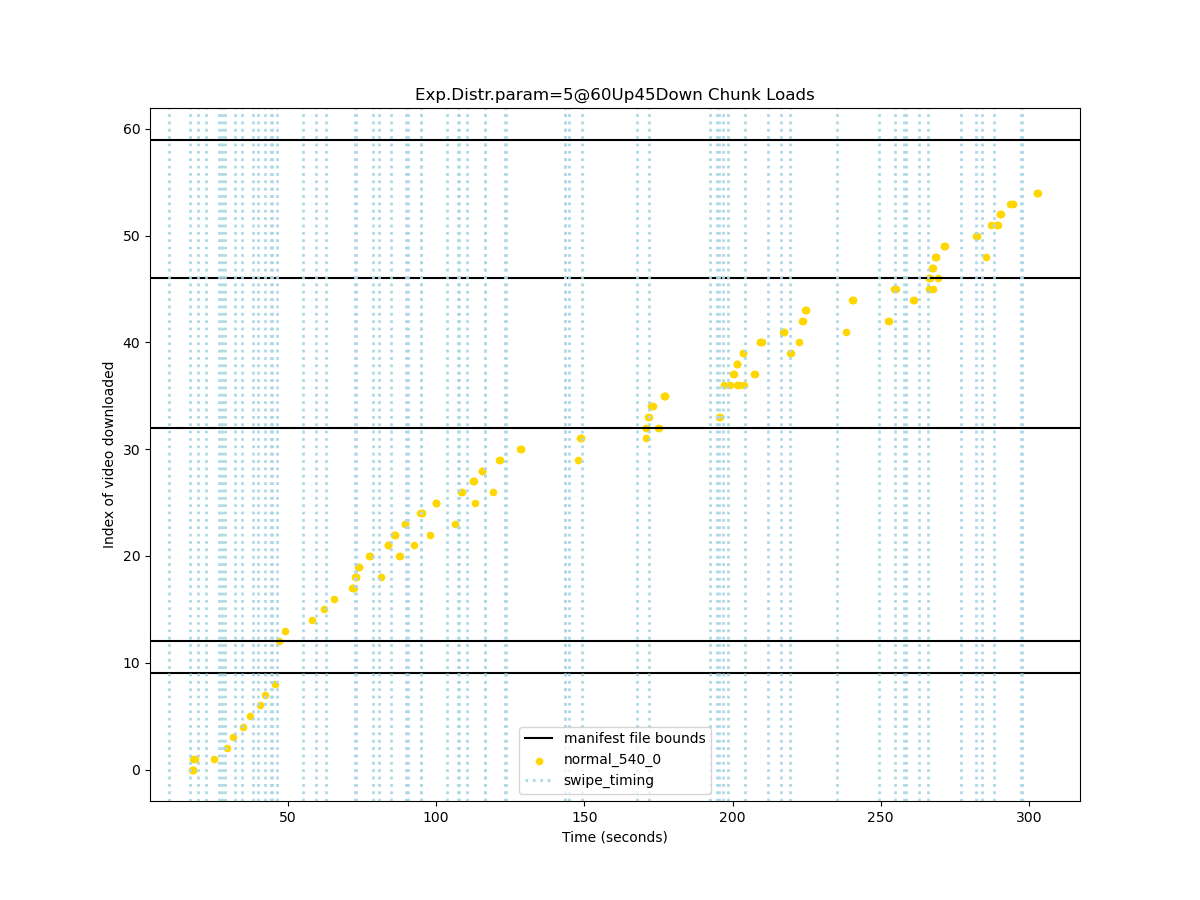 Exp.Distr.param=5@60Up45Down Chunk Loads
60
50
40
30
20
10
0
Index of video downloaded
manifest file bounds
normal_540_0
swipe_timing
50
100
150
200
250
300
Time (seconds)